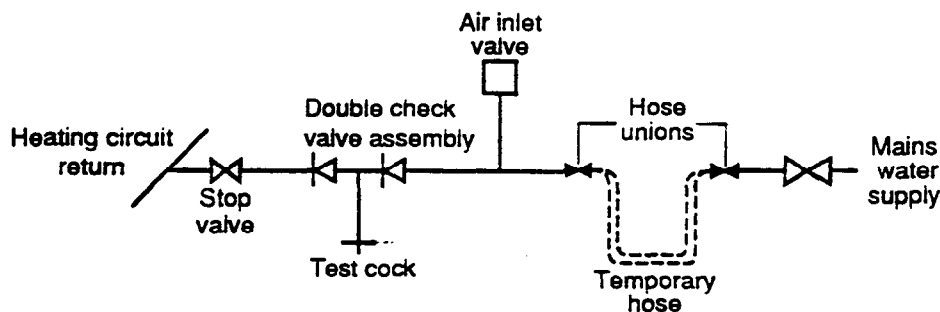 Air inlet
valve
Double check
valve assembly
Hose
unions
Heating circuit
return
Mains
water
supply
Stop
valve
Test cock
Temporary
hose